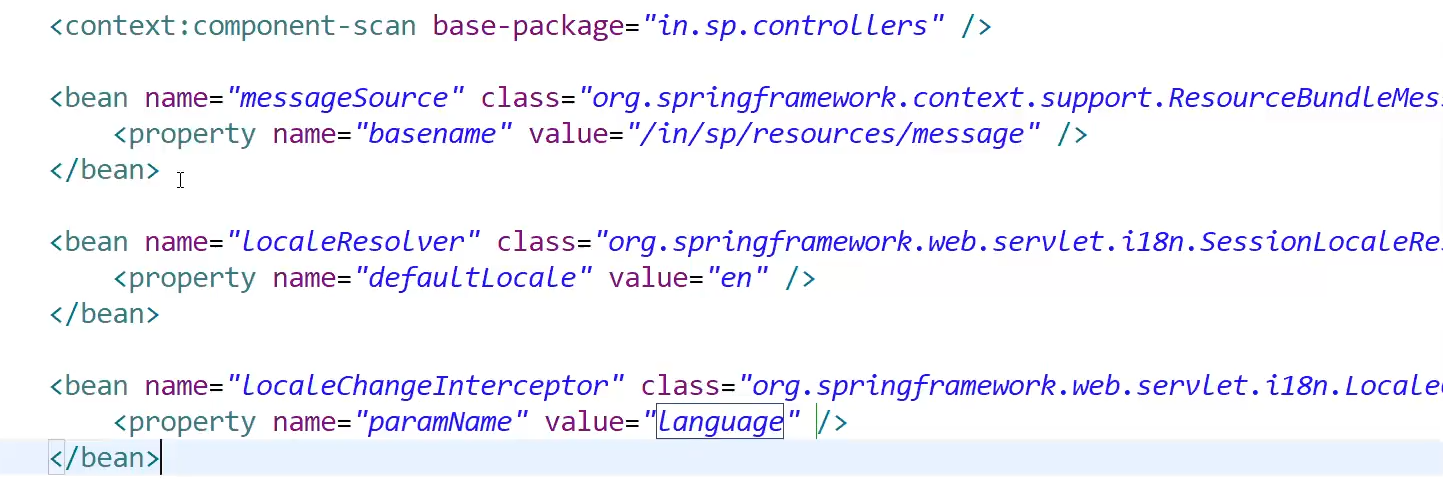 <context:component-scan base-package="in.sp.controllers" />
<bean name="messageSource" class="org.springframework.context.support.ResourceBundleMes
<property name="basename" value="/in/sp/resources/message" />
</bean>
<bean name="localeResolver" class="org.springframework.web.servlet.i18n.SessionLocaleRes
<property name="defaultLocale" value="en" />
</bean>
<bean name="localeChangeInterceptor" class="org.springframework.web.servlet.i18n.LocaleC
<property name="paramName" value="language" />
</bean>